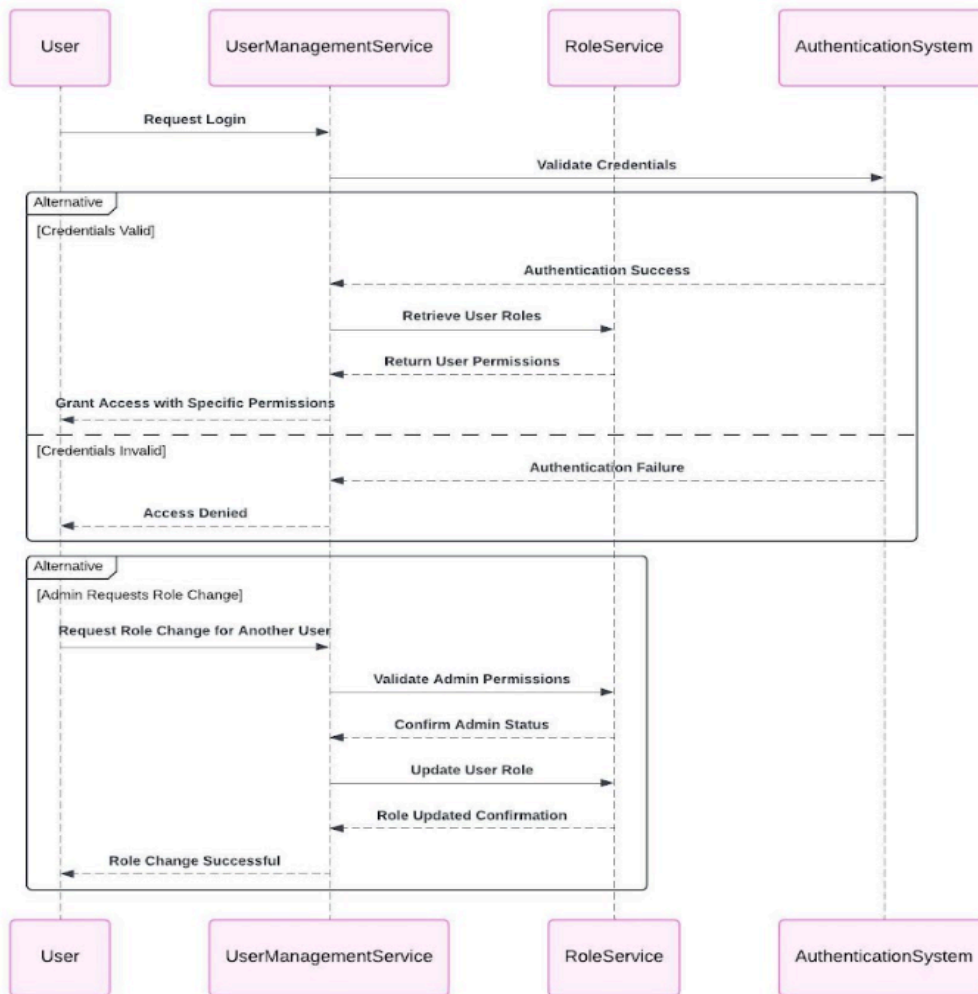 User
UserManagementService
RoleService
AuthenticationSystem
Request Login
Validate Credentials
Alternative
[Credentials Valid]
Authentication Success
Retrieve User Roles
Return User Permissions
Grant Access with Specific Permissions
[Credentials Invalid]
Authentication Failure
Access Denied
Alternative
[Admin Requests Role Change]
Request Role Change for Another User
Validate Admin Permissions
Confirm Admin Status
Update User Role
Role Updated Confirmation
Role Change Successful
User
UserManagementService
RoleService
AuthenticationSystem